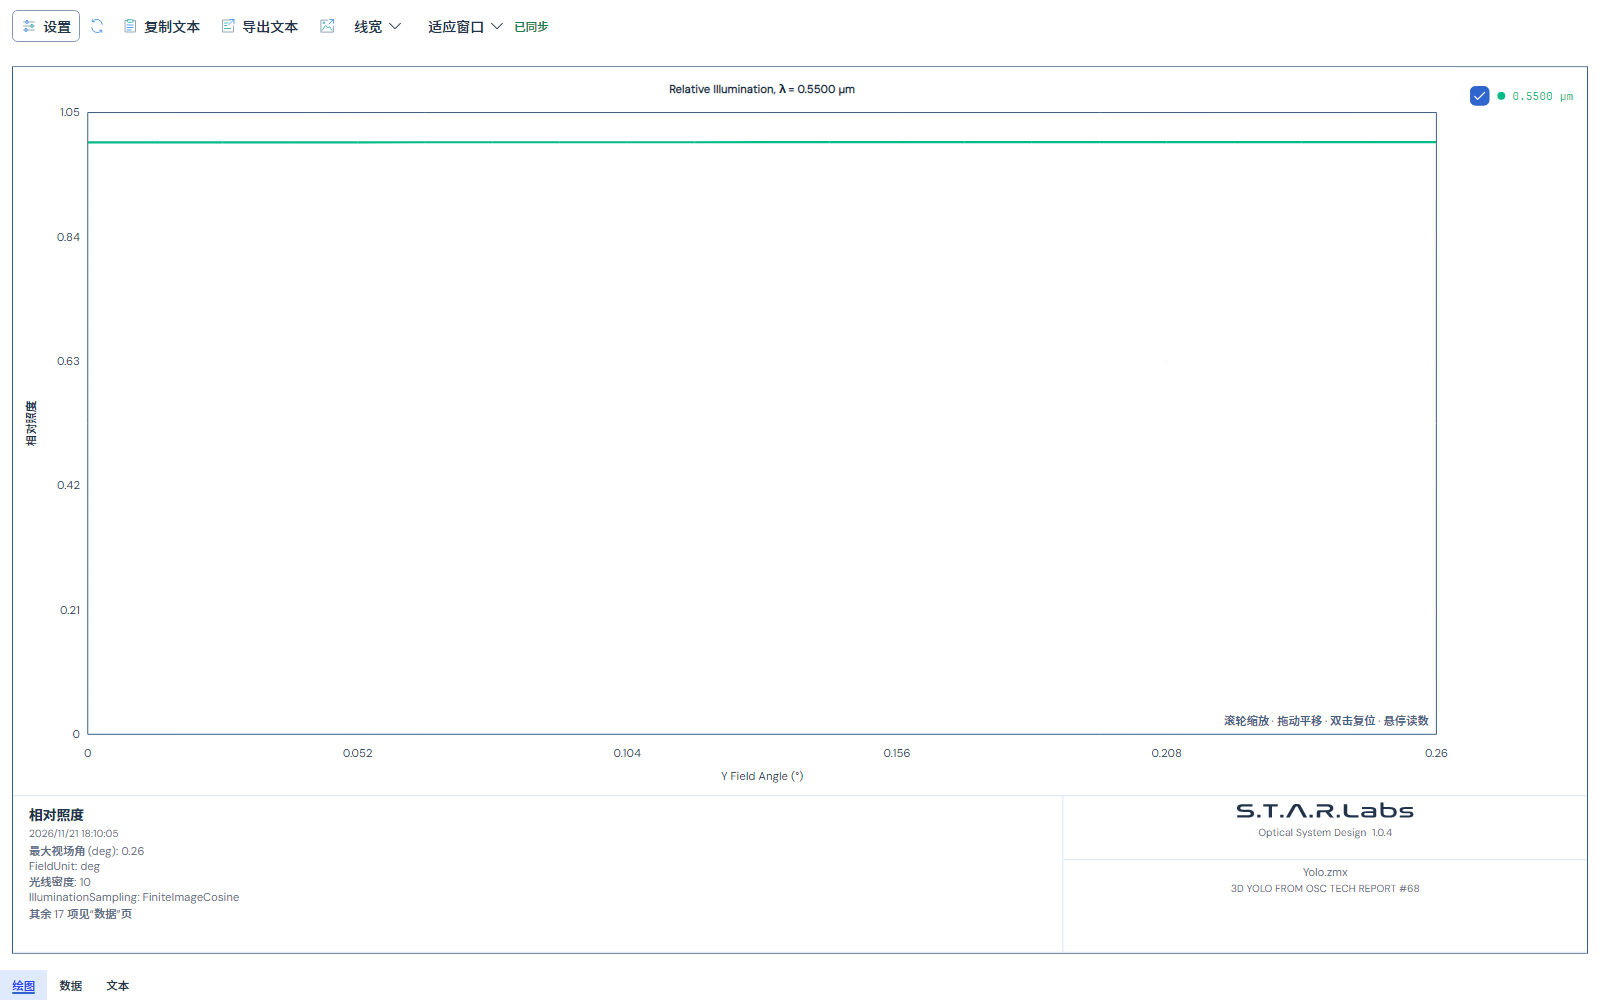 设置 复制文本 导出文本 线宽 适应窗口 已同步
Relative Illumination, λ = 0.5500 µm
0.5500 µm
1.05
0.84
0.63
0.42
0.21
0
相对照度
滚轮缩放 · 拖动平移 · 双击复位 · 悬停读数
0 0.052 0.104 0.156 0.208 0.26
Y Field Angle (°)
相对照度
2026/11/21 18:10:05
最大视场角 (deg): 0.26
FieldUnit: deg
光线密度: 10
IlluminationSampling: FiniteImageCosine
其余 17 项见“数据”页
S.T.A.R.Labs
Optical System Design 1.0.4
Yolo.zmx
3D YOLO FROM OSC TECH REPORT #68
绘图 数据 文本